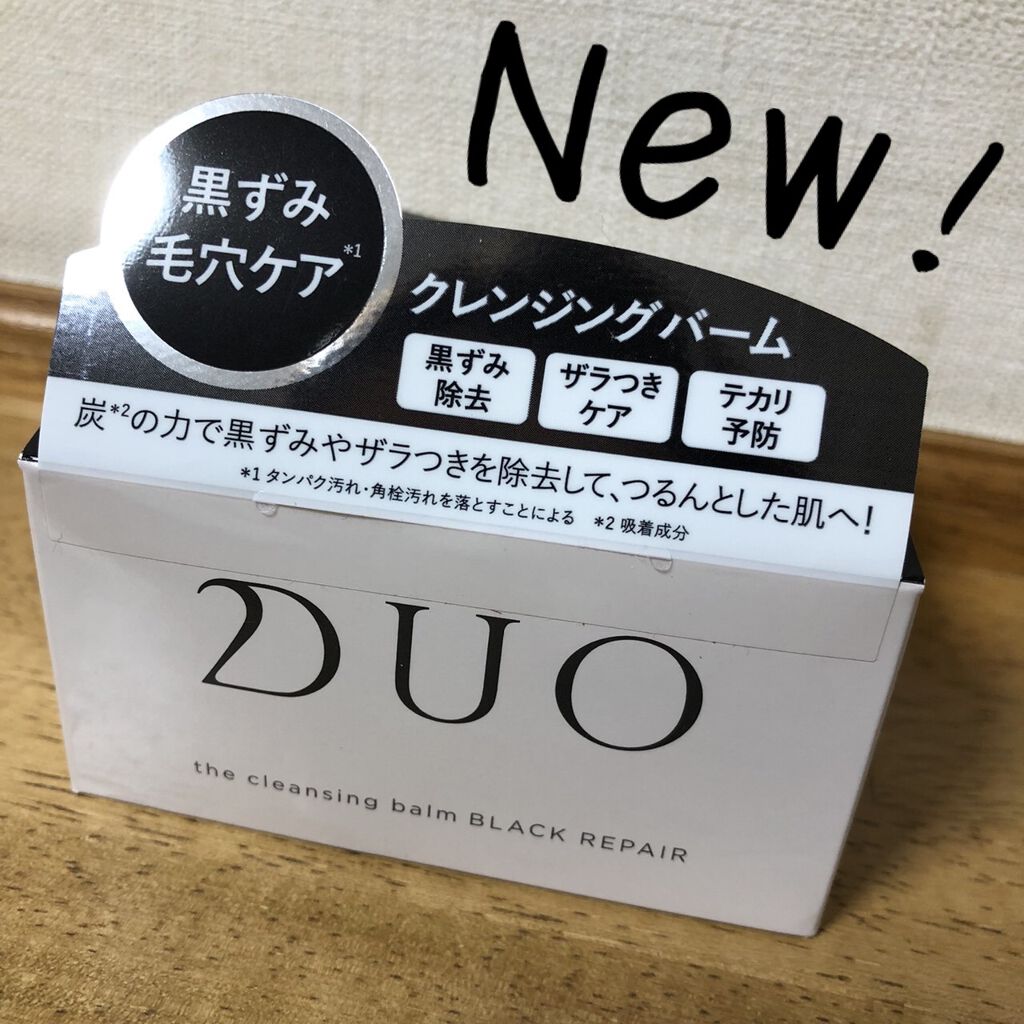 New!
黒ずみ
毛穴ケア*1
クレンジングバーム
黒ずみ
除去
ザラつき
ケア
テカリ
予防
炭*2の力で黒ずみやザラつきを除去して、つるんとした肌へ!
*1 タンパク汚れ・角栓汚れを落とすことによる *2 吸着成分
DUO
the cleansing balm BLACK REPAIR